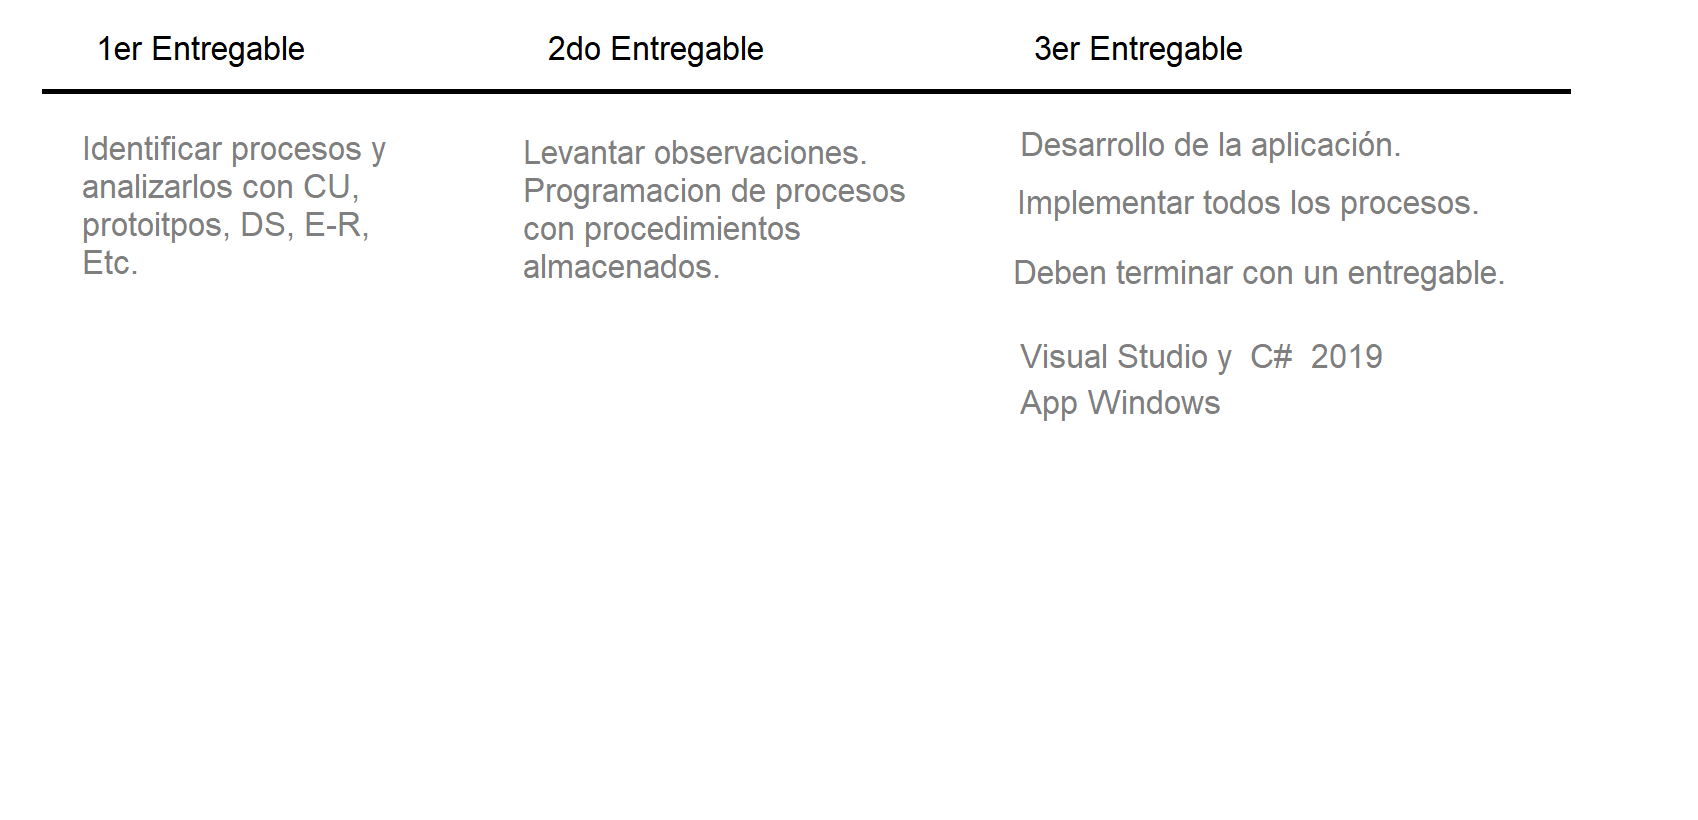 1er Entregable
2do Entregable
3er Entregable
Identificar procesos y
analizarlos con CU,
protoitpos, DS, E-R,
Etc.
Levantar observaciones.
Programacion de procesos
con procedimientos
almacenados.
Desarrollo de la aplicación.
Implementar todos los procesos.
Deben terminar con un entregable.
Visual Studio y  C#  2019
App Windows